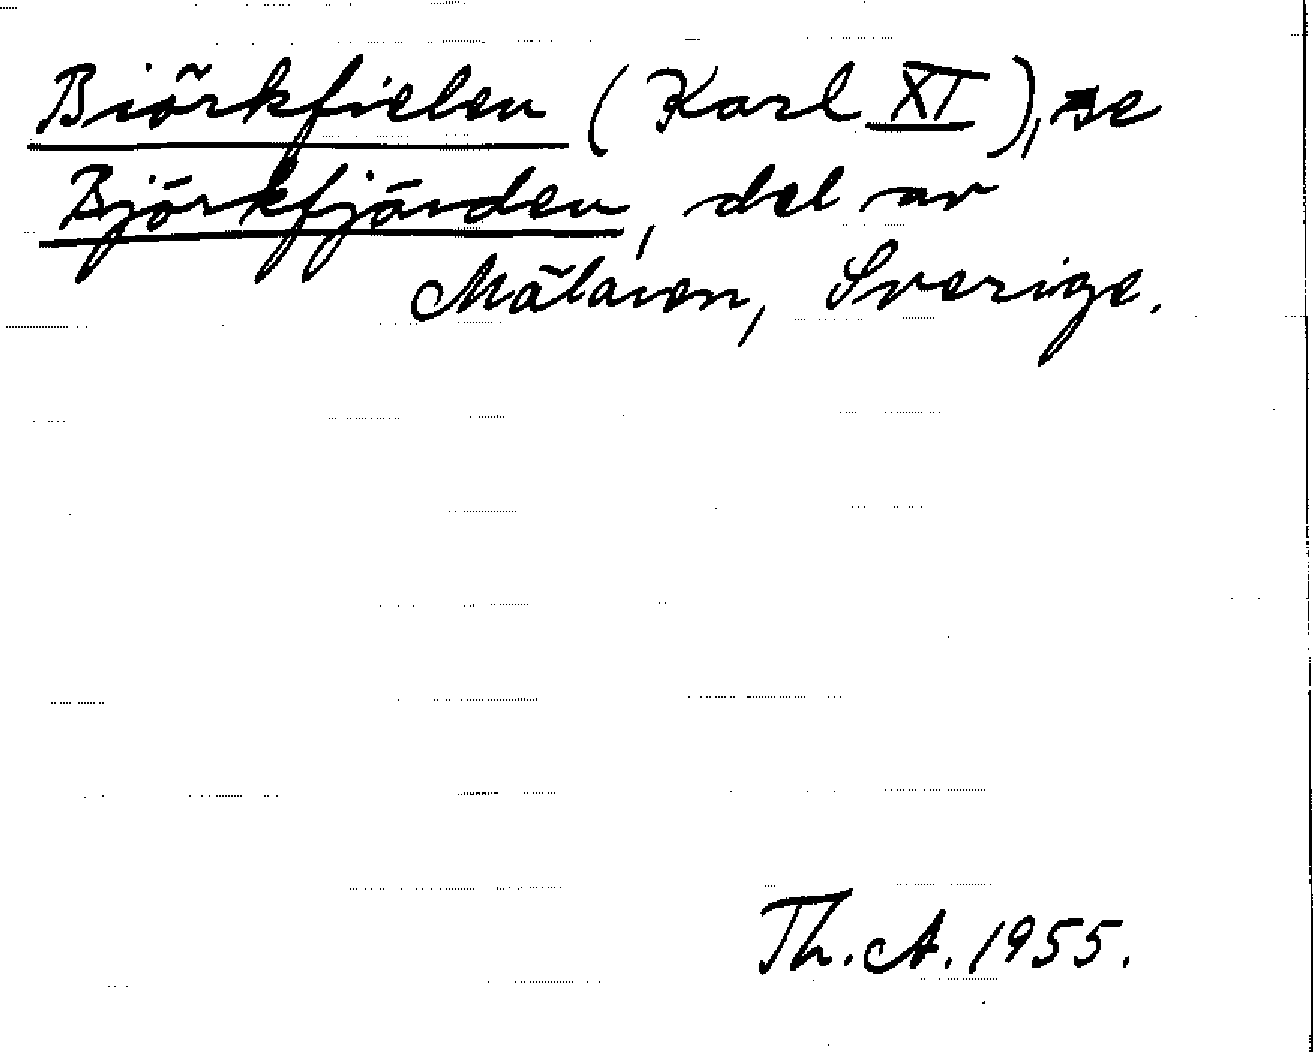 Biörkfielen (Karl XI), se
Björkfjärden, del av
Mälaren, Sverige.
Th. A. 1955.